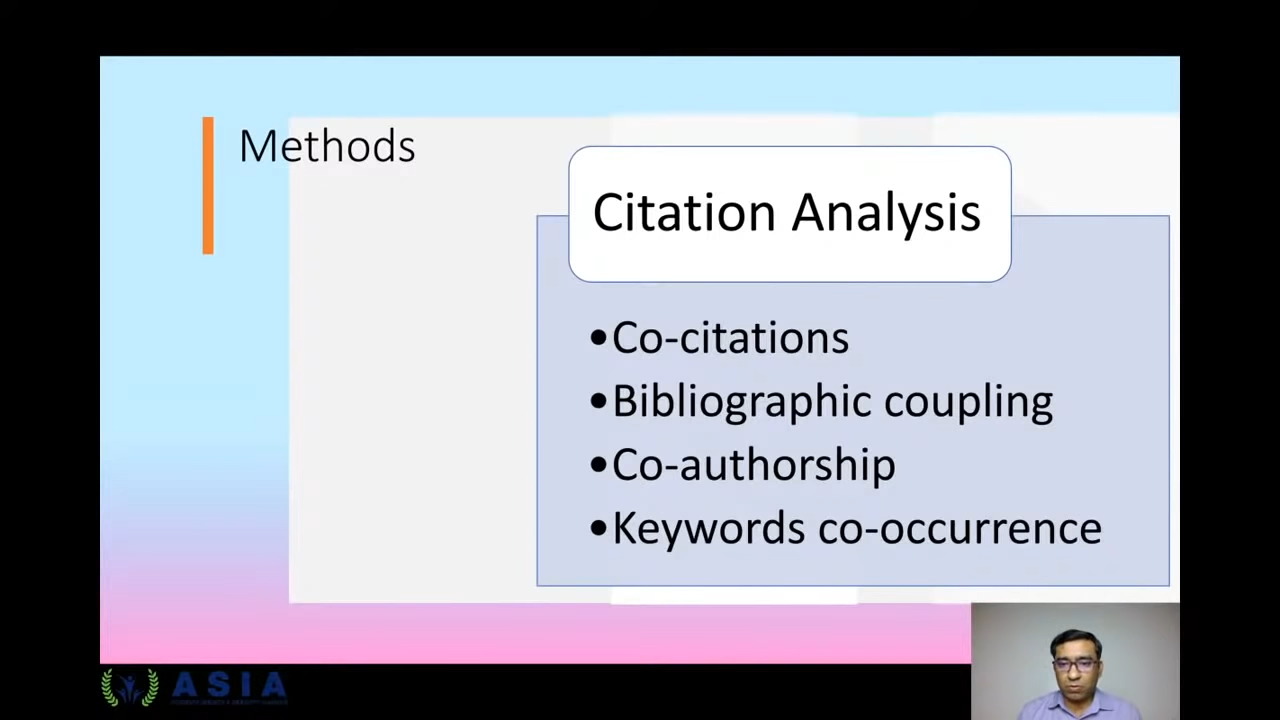 Methods
Citation Analysis
•Co-citations
•Bibliographic coupling
•Co-authorship
•Keywords co-occurrence
ASIA